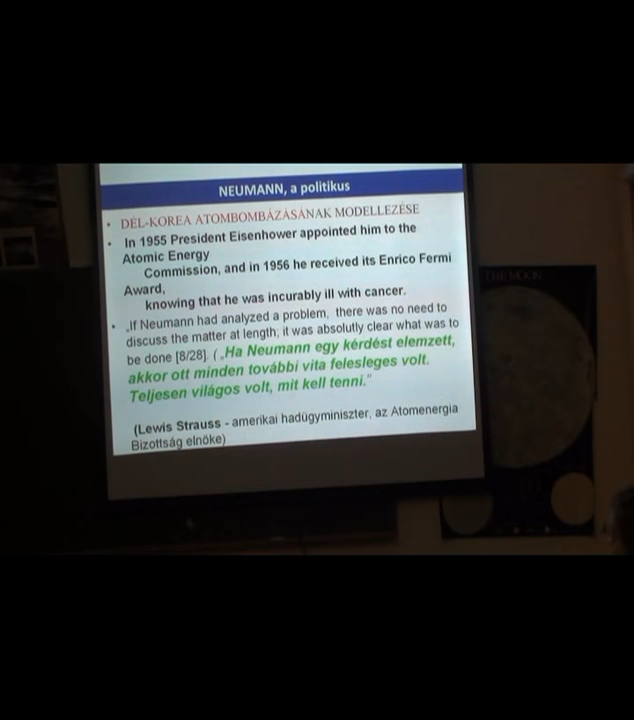 NEUMANN, a politikus
• DÉL-KOREA ATOMBOMBÁZÁSÁNAK MODELLEZÉSE
• In 1955 President Eisenhower appointed him to the
Atomic Energy
Commission, and in 1956 he received its Enrico Fermi
Award,
knowing that he was incurably ill with cancer.
• „If Neumann had analyzed a problem, there was no need to
discuss the matter at length; it was absolutly clear what was to
be done [8/28]. („Ha Neumann egy kérdést elemzett,
akkor ott minden további vita felesleges volt.
Teljesen világos volt, mit kell tenni."
(Lewis Strauss - amerikai hadügyminiszter, az Atomenergia
Bizottság elnöke)
THE MOON